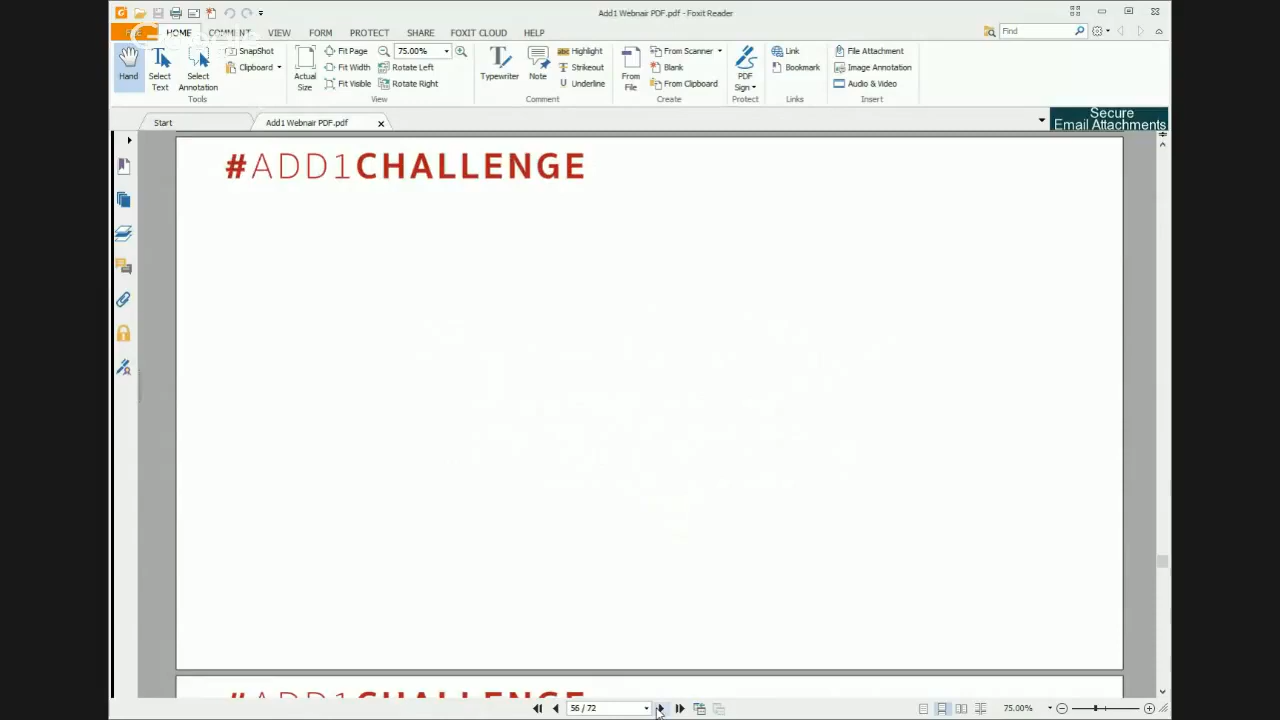 Add1 Webnair PDF.pdf - Foxit Reader
FILE HOME COMMENT VIEW FORM PROTECT SHARE FOXIT CLOUD HELP
Find
Hand
Select
Text
Select
Annotation
SnapShot
Clipboard
Tools
Actual
Size
Fit Page
Fit Width
Fit Visible
75.00%
Rotate Left
Rotate Right
View
Typewriter
Note
Highlight
Strikeout
Underline
Comment
From
File
From Scanner
Blank
From Clipboard
Create
PDF
Sign
Protect
Link
Bookmark
Links
File Attachment
Image Annotation
Audio & Video
Insert
Start
Add1 Webnair PDF.pdf
Secure
Email Attachments
#ADD1CHALLENGE
#ADD1CHALLENGE
56 / 72
75.00%